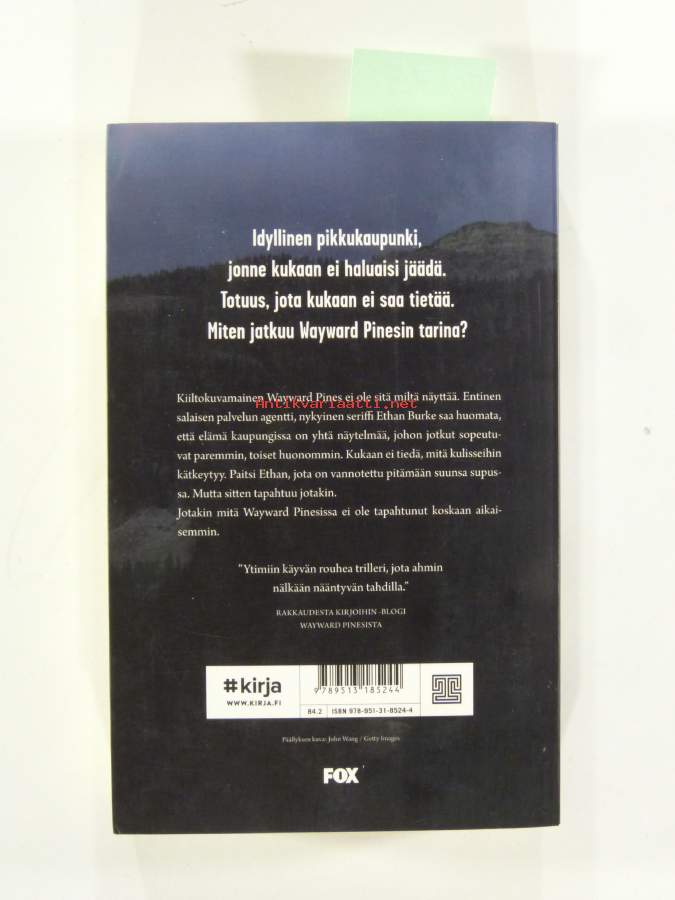 Idyllinen pikkukaupunki,
jonne kukaan ei haluaisi jäädä.
Totuus, jota kukaan ei saa tietää.
Miten jatkuu Wayward Pinesin tarina?
Kiiltokuvamainen Wayward Pines ei ole sitä miltä näyttää. Entinen
Antikvariaatti.net
salaisen palvelun agentti, nykyinen seriffi Ethan Burke saa huomata,
että elämä kaupungissa on yhtä näytelmää, johon jotkut sopeutu-
vat paremmin, toiset huonommin. Kukaan ei tiedä, mitä kulisseihin
kätkeytyy. Paitsi Ethan, jota on vannotettu pitämään suunsa supus-
sa. Mutta sitten tapahtuu jotakin.
Jotakin mitä Wayward Pinesissa ei ole tapahtunut koskaan aikai-
semmin.
"Ytimiin käyvän rouhea trilleri, jota ahmin
nälkään nääntyvän tahdilla."
RAKKAUDESTA KIRJOIHIN -BLOGI
WAYWARD PINESISTA
#kirja
WWW.KIRJA.FI
9 789513 185244
84.2 ISBN 978-951-31-8524-4
Päällyksen kuva: John Wang / Getty Images
FOX